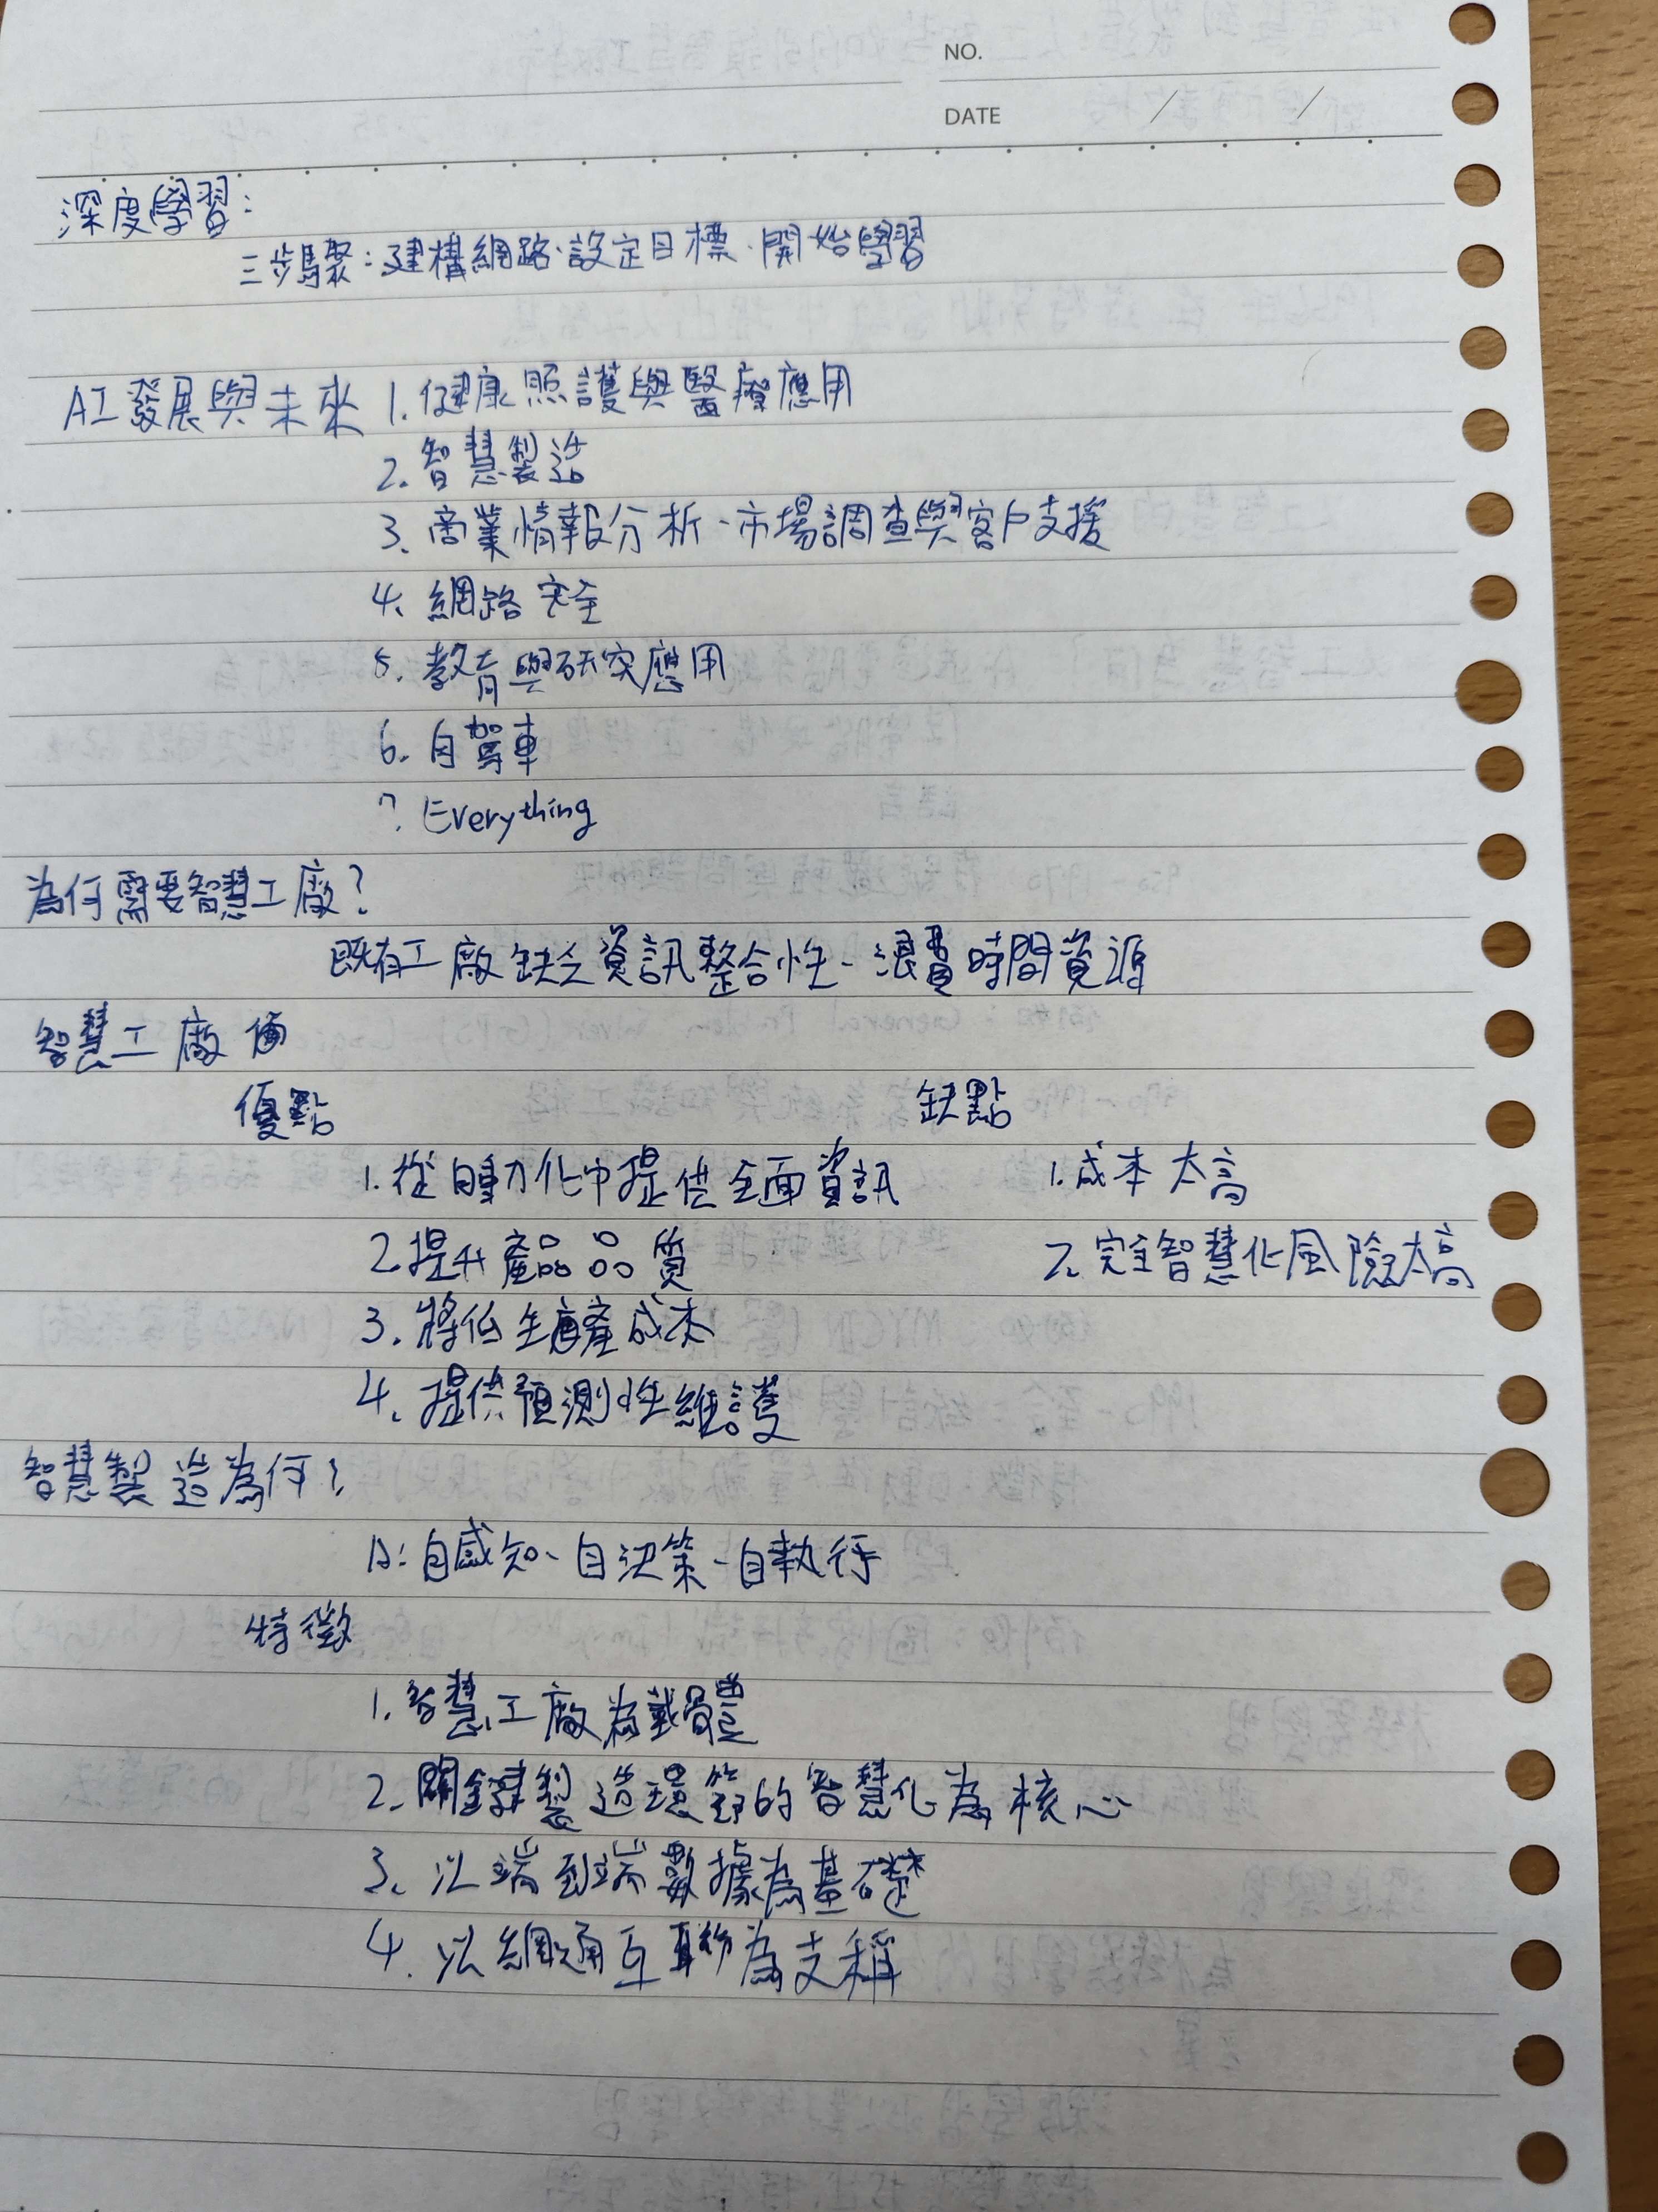 NO.
DATE / /
深度學習:
三步驟:建構網路、設定目標、開始學習
AI發展與未來 1.健康照護與醫療應用
2.智慧製造
3.商業情報分析、市場調查與客戶支援
4.網路安全
5.教育與研究應用
6.自駕車
7. Everything
為何需要智慧工廠?
既有工廠缺乏資訊整合性、浪費時間資源
智慧工廠
優點 缺點
1.從自動化中提供全面資訊 1.成本太高
2.提升產品品質 2.完全智慧化風險太高
3.將低生產成本
4.提供預測性維護
智慧製造為何?
A:自感知、自決策、自執行
特徵
1.智慧工廠為載體
2.關鍵製造環節的智慧化為核心
3.以端到端數據為基礎
4.以網通互聯為支稱